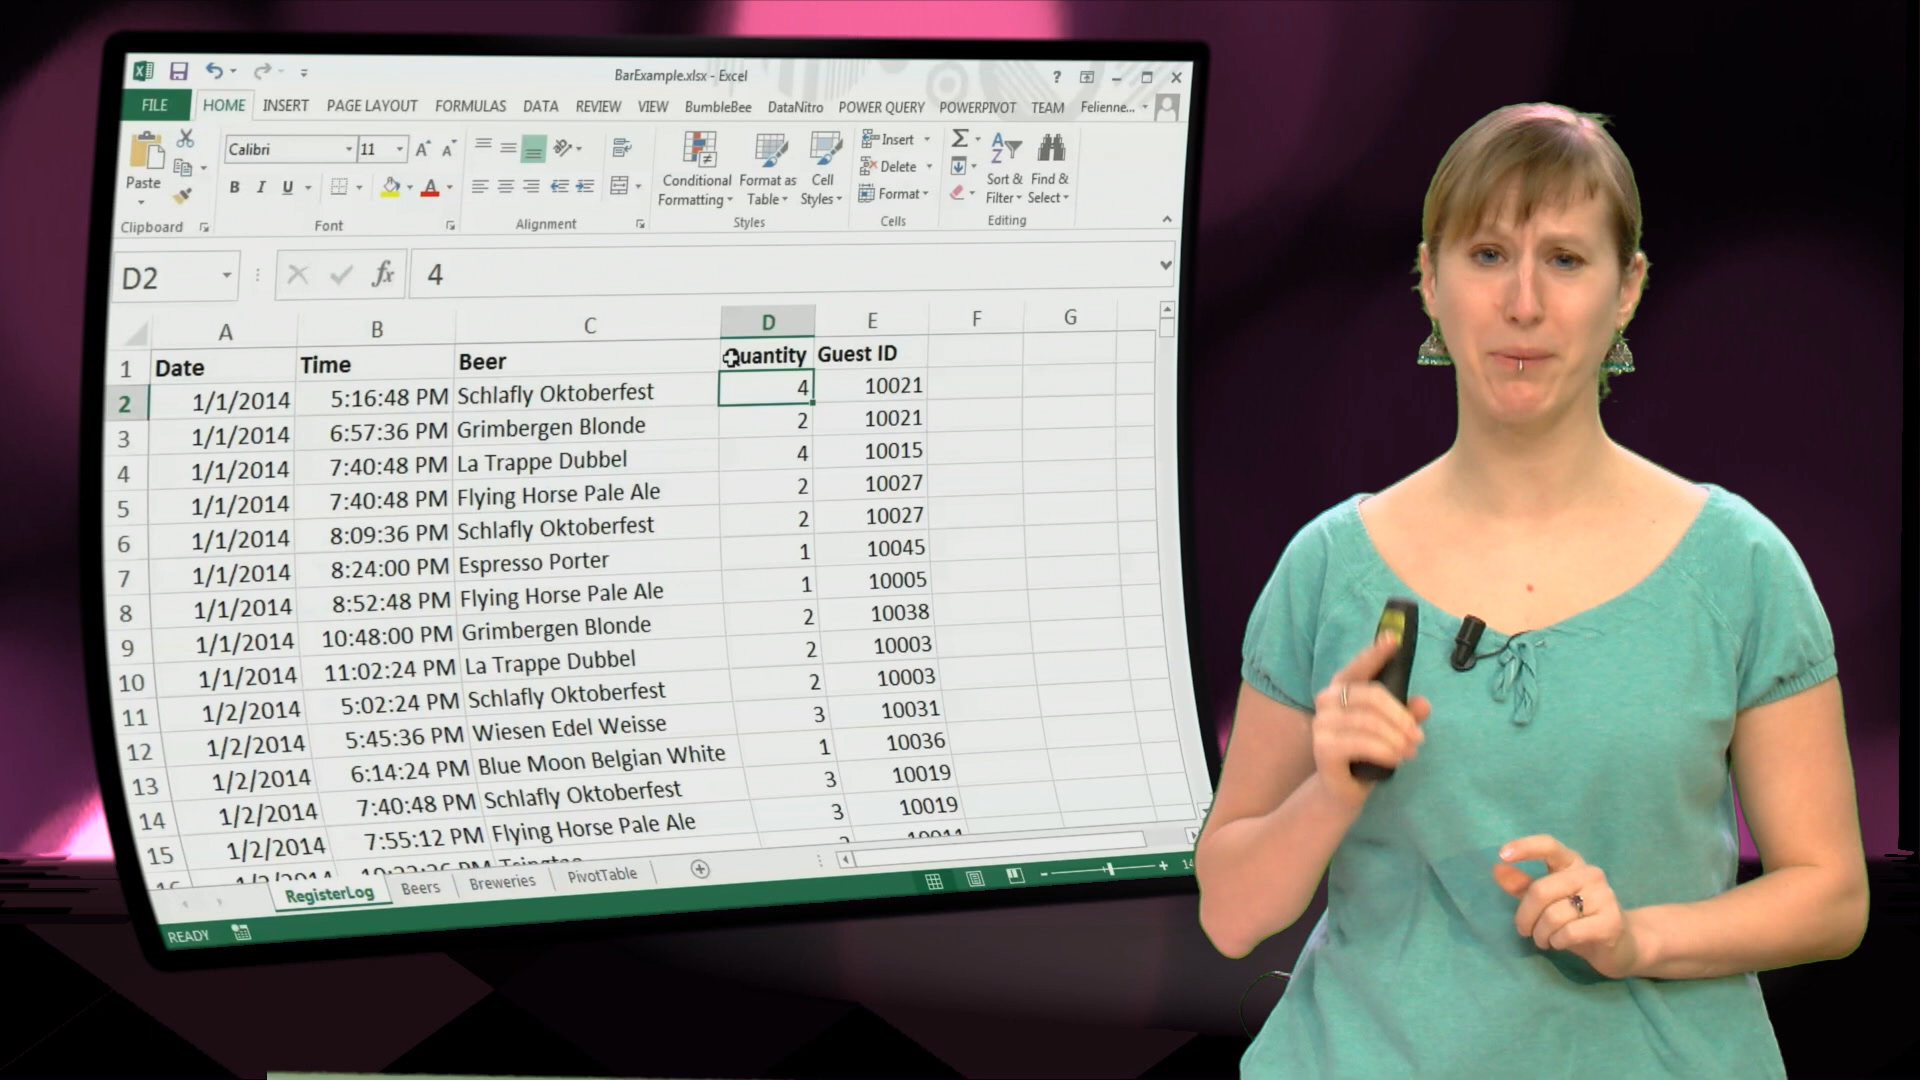 BarExample.xlsx - Excel
FILE HOME INSERT PAGE LAYOUT FORMULAS DATA REVIEW VIEW BumbleBee DataNitro POWER QUERY POWERPIVOT TEAM Felienne...
Paste
Calibri 11
B I U
Conditional Formatting
Format as Table
Cell Styles
Insert
Delete
Format
Sort & Filter
Find & Select
Clipboard Font Alignment Styles Cells Editing
D2 fx 4
A B C D E F G
1 Date Time Beer Quantity Guest ID
2 1/1/2014 5:16:48 PM Schlafly Oktoberfest 4 10021
3 1/1/2014 6:57:36 PM Grimbergen Blonde 2 10021
4 1/1/2014 7:40:48 PM La Trappe Dubbel 4 10015
5 1/1/2014 7:40:48 PM Flying Horse Pale Ale 2 10027
6 1/1/2014 8:09:36 PM Schlafly Oktoberfest 2 10027
7 1/1/2014 8:24:00 PM Espresso Porter 1 10045
8 1/1/2014 8:52:48 PM Flying Horse Pale Ale 1 10005
9 1/1/2014 10:48:00 PM Grimbergen Blonde 2 10038
10 1/1/2014 11:02:24 PM La Trappe Dubbel 2 10003
11 1/2/2014 5:02:24 PM Schlafly Oktoberfest 2 10003
12 1/2/2014 5:45:36 PM Wiesen Edel Weisse 3 10031
13 1/2/2014 6:14:24 PM Blue Moon Belgian White 1 10036
14 1/2/2014 7:40:48 PM Schlafly Oktoberfest 3 10019
15 1/2/2014 7:55:12 PM Flying Horse Pale Ale 3 10019
RegisterLog Beers Breweries PivotTable
READY